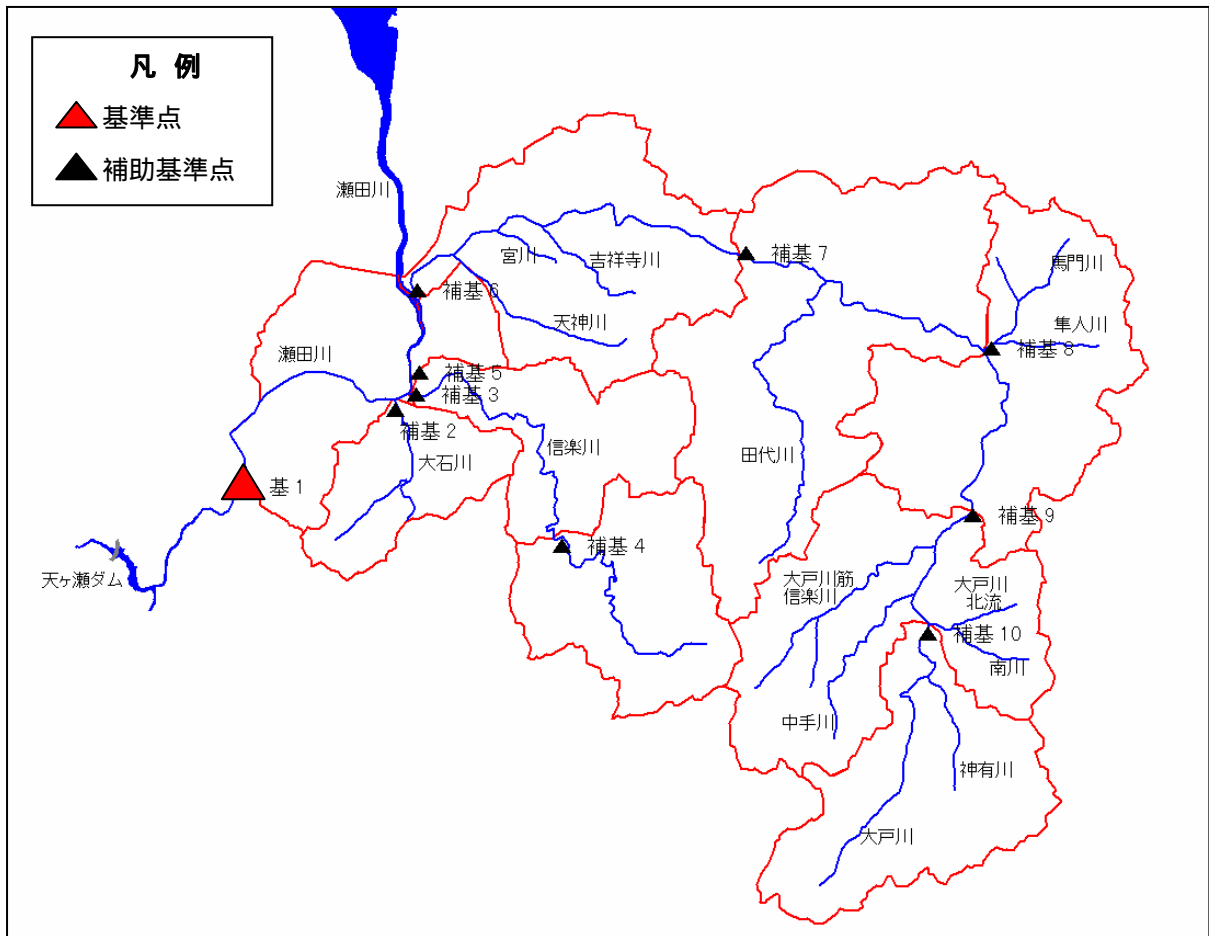 凡 例
基準点
補助基準点
瀬田川
宮川
吉祥寺川
補基 7
馬門川
補基 6
天神川
隼人川
補基 8
瀬田川
補基 5
補基 3
補基 2
信楽川
大石川
田代川
基 1
補基 9
補基 4
天ヶ瀬ダム
大戸川筋
信楽川
大戸川
北流
補基 10
南川
中手川
神有川
大戸川